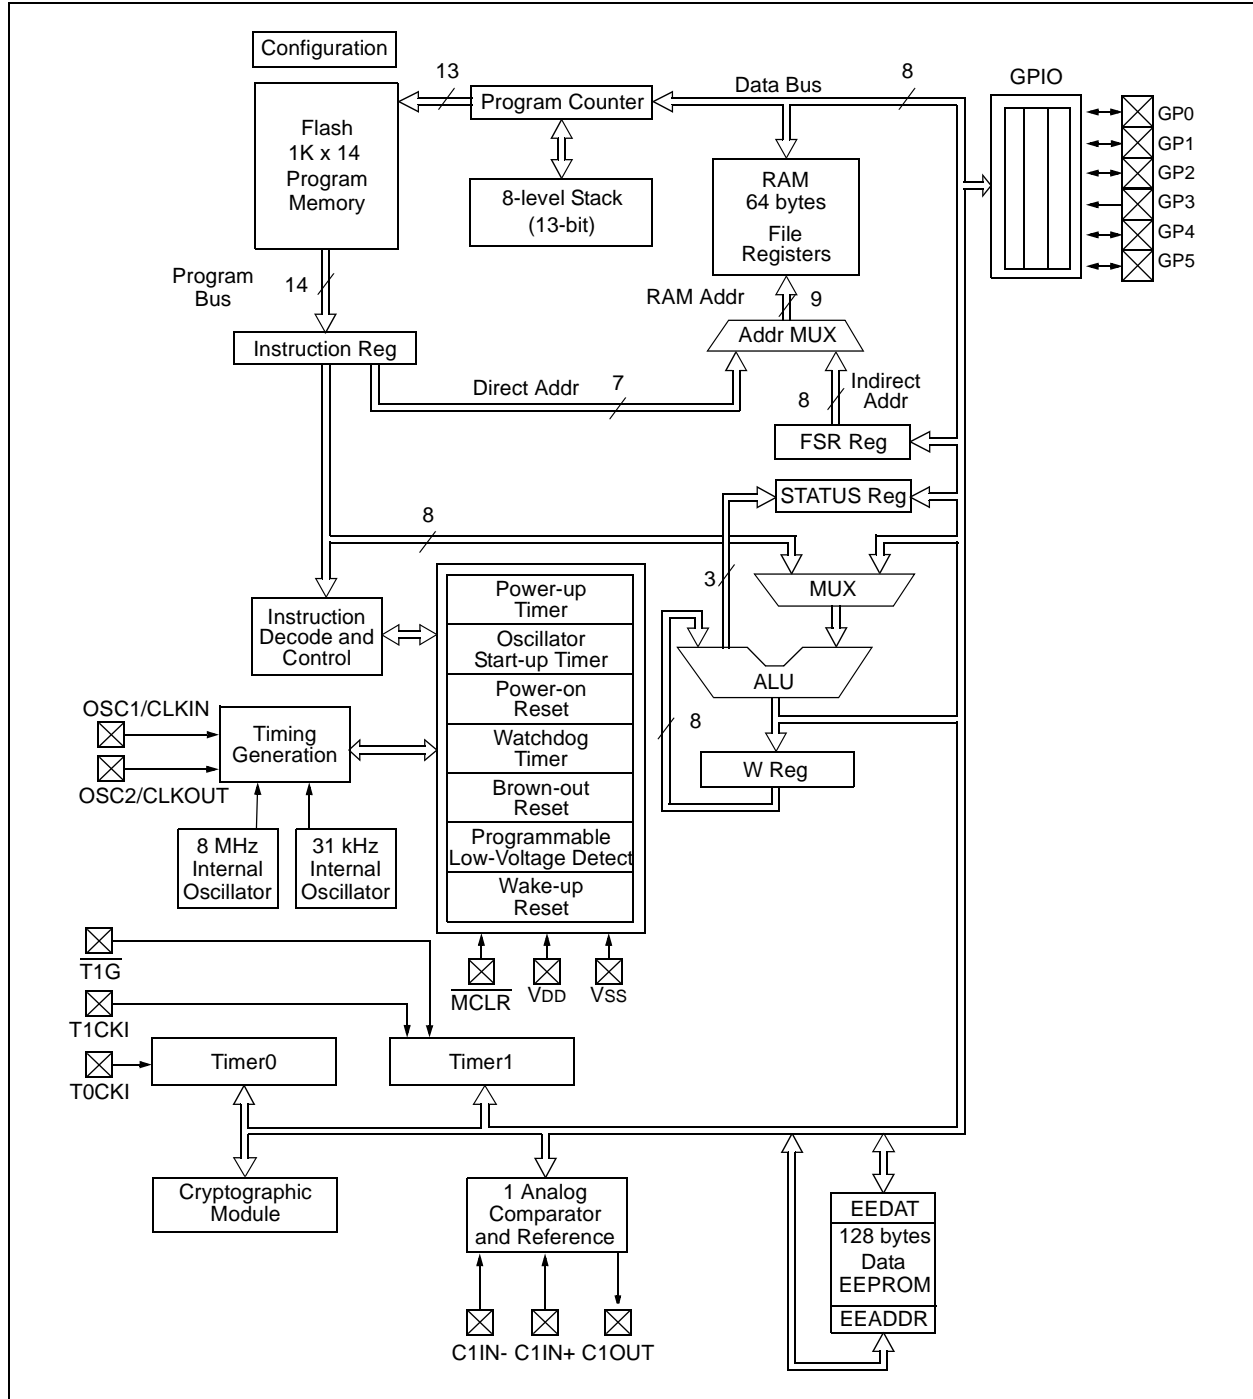 Configuration
13
Program Counter
Data Bus
8
GPIO
Flash
1K x 14
Program
Memory
8-level Stack
(13-bit)
RAM
64 bytes
File
Registers
GP0
GP1
GP2
GP3
GP4
GP5
Program
Bus
14
RAM Addr
9
Addr MUX
Instruction Reg
Direct Addr
7
Indirect
Addr
8
FSR Reg
STATUS Reg
8
3
MUX
Instruction
Decode and
Control
Power-up
Timer
Oscillator
Start-up Timer
Power-on
Reset
Watchdog
Timer
Brown-out
Reset
Programmable
Low-Voltage Detect
Wake-up
Reset
ALU
8
W Reg
OSC1/CLKIN
Timing
Generation
OSC2/CLKOUT
8 MHz
Internal
Oscillator
31 kHz
Internal
Oscillator
T1G
MCLR
VDD
VSS
T1CKI
T0CKI
Timer0
Timer1
Cryptographic
Module
1 Analog
Comparator
and Reference
EEDAT
128 bytes
Data
EEPROM
EEADDR
C1IN-
C1IN+
C1OUT